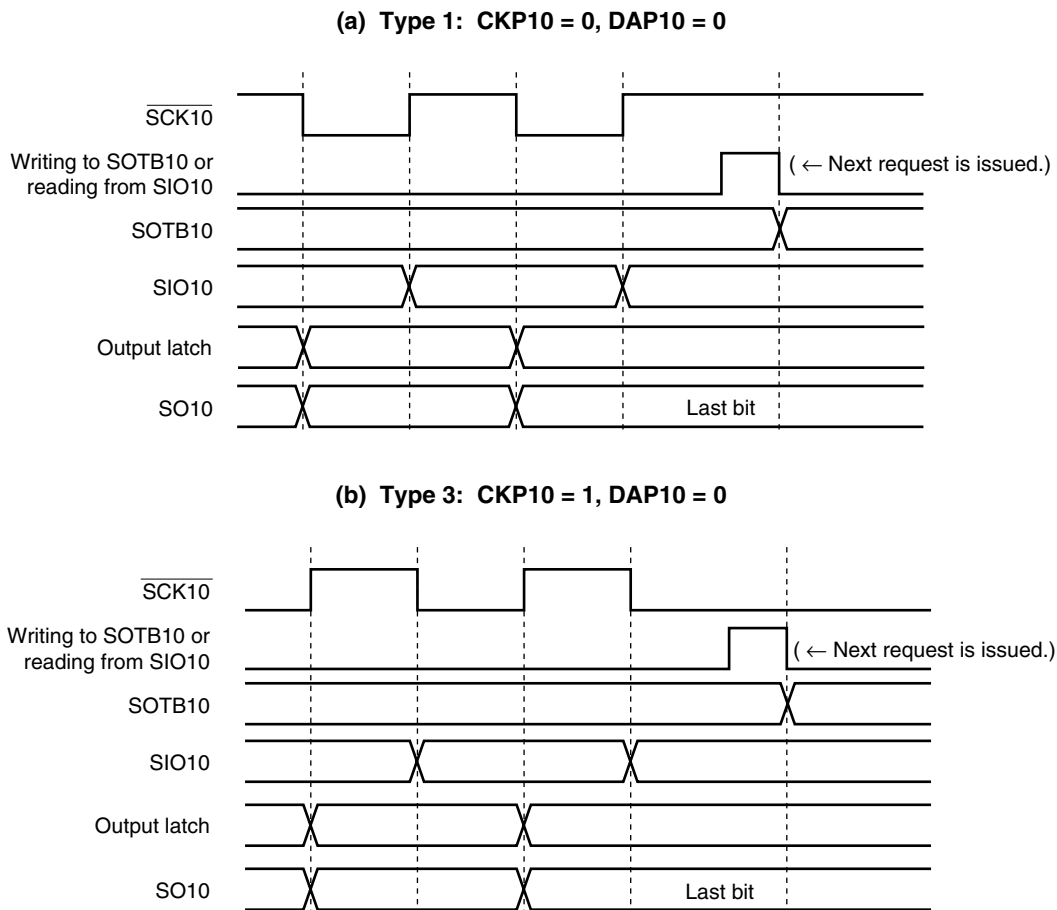 (a) Type 1: CKP10 = 0, DAP10 = 0
SCK10
Writing to SOTB10 or
reading from SIO10
( ← Next request is issued.)
SOTB10
SIO10
Output latch
SO10
Last bit
(b) Type 3: CKP10 = 1, DAP10 = 0
SCK10
Writing to SOTB10 or
reading from SIO10
( ← Next request is issued.)
SOTB10
SIO10
Output latch
SO10
Last bit